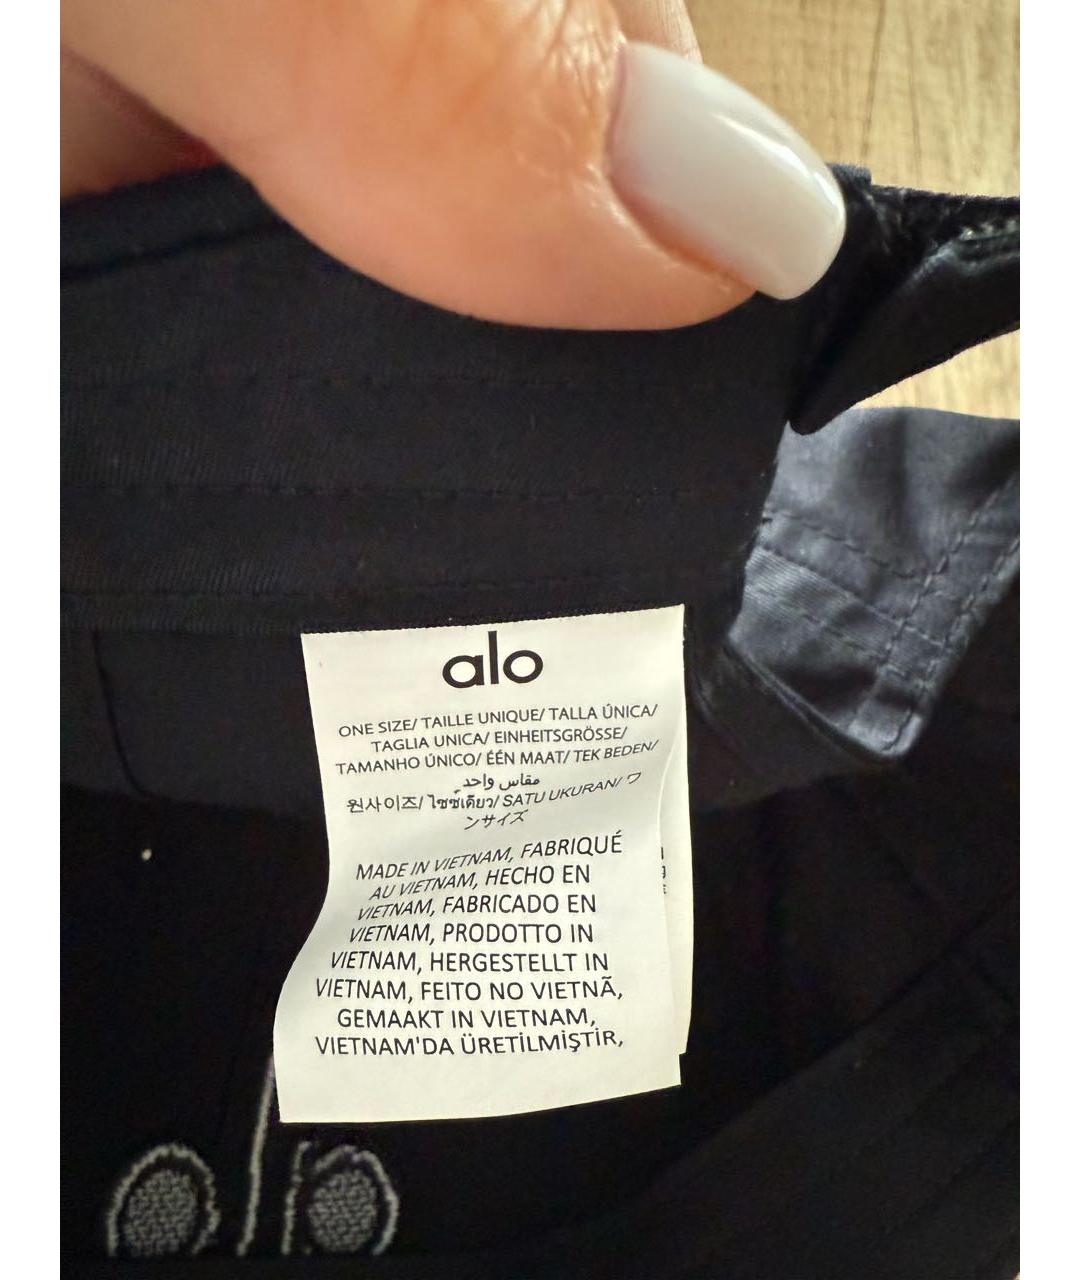 alo
ONE SIZE/ TAILLE UNIQUE/ TALLA ÚNICA/
TAGLIA UNICA/ EINHEITSGRÖSSE/
TAMANHO ÚNICO/ ÉÉN MAAT/ TEK BEDEN/
مقاس واحد
원사이즈/ ไซซ์เดียว/ SATU UKURAN/ ワ
ンサイズ
MADE IN VIETNAM, FABRIQUÉ
AU VIETNAM, HECHO EN
VIETNAM, FABRICADO EN
VIETNAM, PRODOTTO IN
VIETNAM, HERGESTELLT IN
VIETNAM, FEITO NO VIETNÃ,
GEMAAKT IN VIETNAM,
VIETNAM'DA ÜRETİLMİŞTİR,